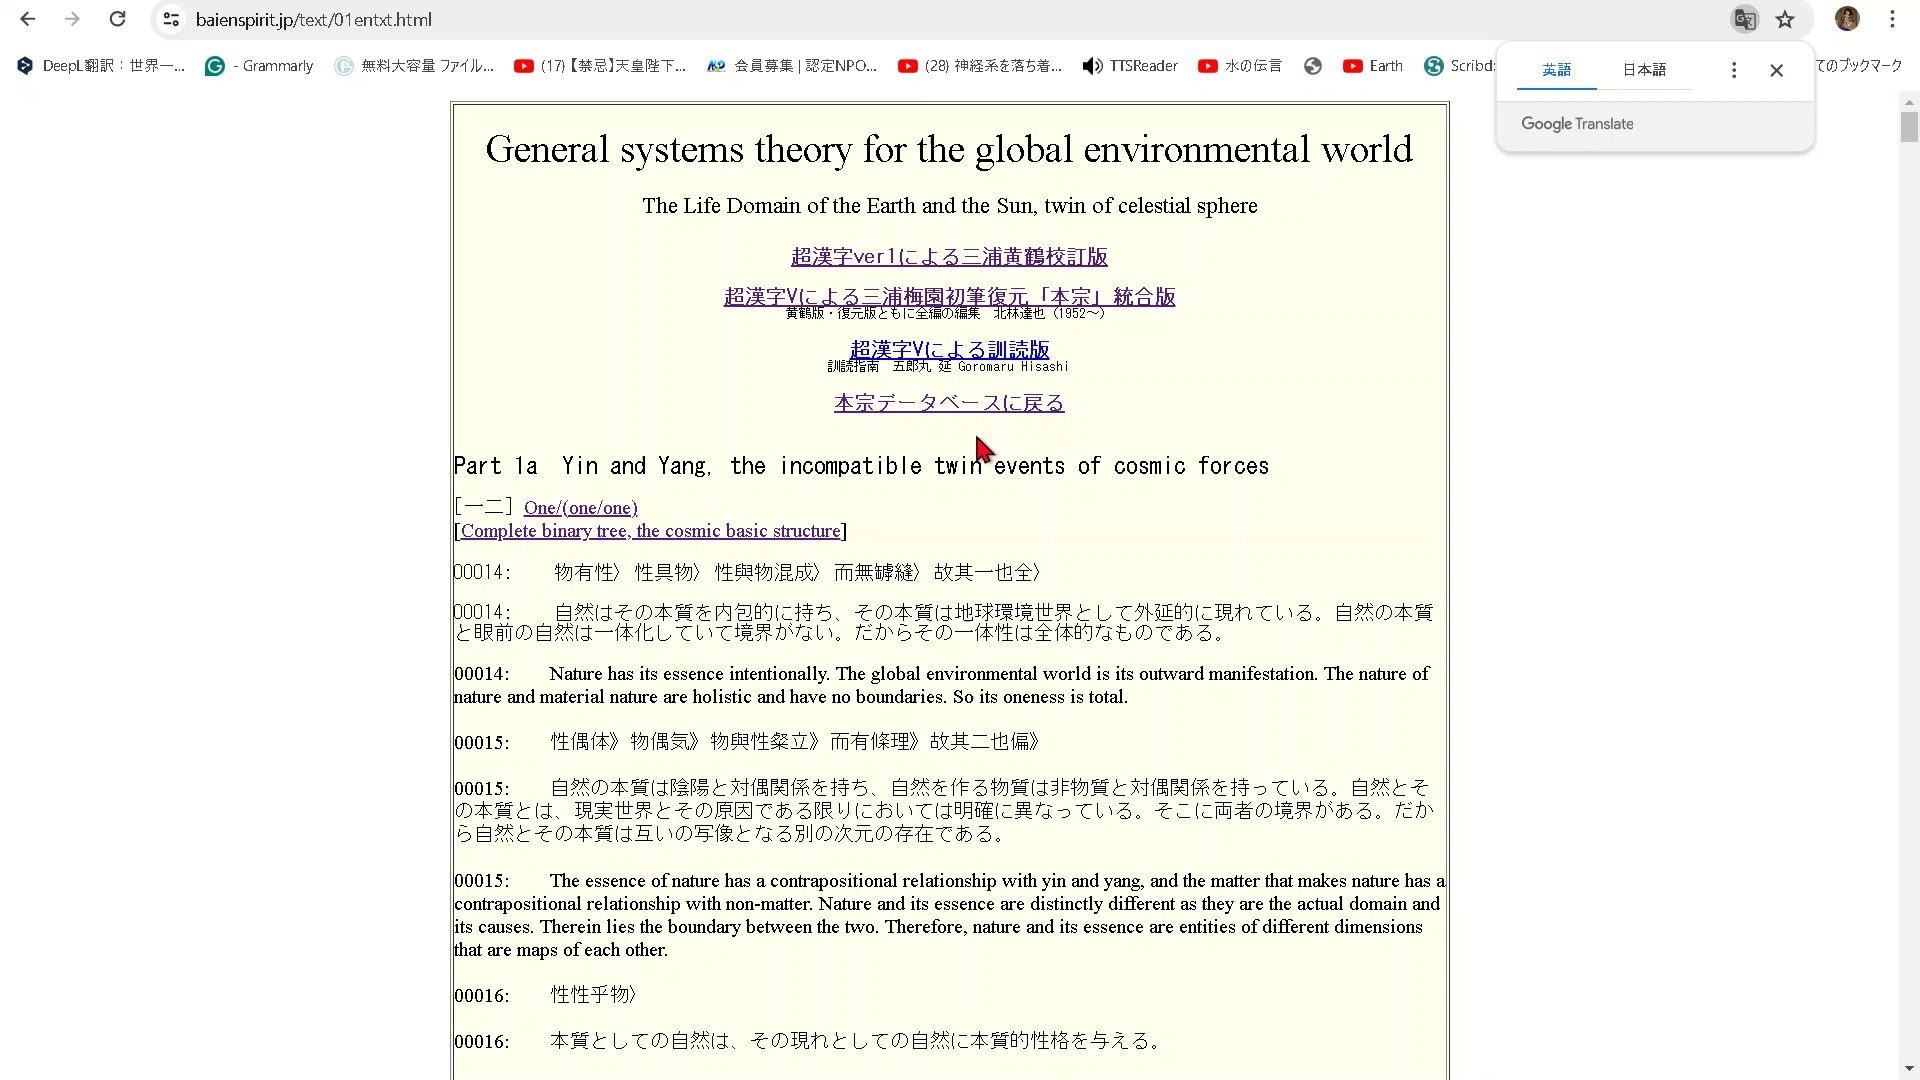 baienspirit.jp/text/01entxt.html
DeepL翻訳：世界一... - Grammarly 無料大容量 ファイル... (17)【禁忌】天皇陛下... 会員募集 | 認定NPO... (28) 神経系を落ち着... TTSReader 水の伝言 Earth Scribd: てのブックマーク
英語 日本語
Google Translate
General systems theory for the global environmental world
The Life Domain of the Earth and the Sun, twin of celestial sphere
超漢字ver1による三浦黄鶴校訂版
超漢字Vによる三浦梅園初筆復元「本宗」統合版
黄鶴版・復元版ともに全編の編集　北林達也（1952〜）
超漢字Vによる訓読版
訓読指南　五郎丸 延 Goromaru Hisashi
本宗データベースに戻る
Part 1a　Yin and Yang, the incompatible twin events of cosmic forces
[一二] One/(one/one)
[Complete binary tree, the cosmic basic structure]
00014:　物有性〉性具物〉性與物混成〉而無罅縫〉故其一也全〉
00014:　自然はその本質を内包的に持ち、その本質は地球環境世界として外延的に現れている。自然の本質
と眼前の自然は一体化していて境界がない。だからその一体性は全体的なものである。
00014:　Nature has its essence intentionally. The global environmental world is its outward manifestation. The nature of
nature and material nature are holistic and have no boundaries. So its oneness is total.
00015:　性偶体》物偶気》物與性粲立》而有條理》故其二也偏》
00015:　自然の本質は陰陽と対偶関係を持ち、自然を作る物質は非物質と対偶関係を持っている。自然とそ
の本質とは、現実世界とその原因である限りにおいては明確に異なっている。そこに両者の境界がある。だか
ら自然とその本質は互いの写像となる別の次元の存在である。
00015:　The essence of nature has a contrapositional relationship with yin and yang, and the matter that makes nature has a
contrapositional relationship with non-matter. Nature and its essence are distinctly different as they are the actual domain and
its causes. Therein lies the boundary between the two. Therefore, nature and its essence are entities of different dimensions
that are maps of each other.
00016:　性性乎物〉
00016:　本質としての自然は、その現れとしての自然に本質的性格を与える。